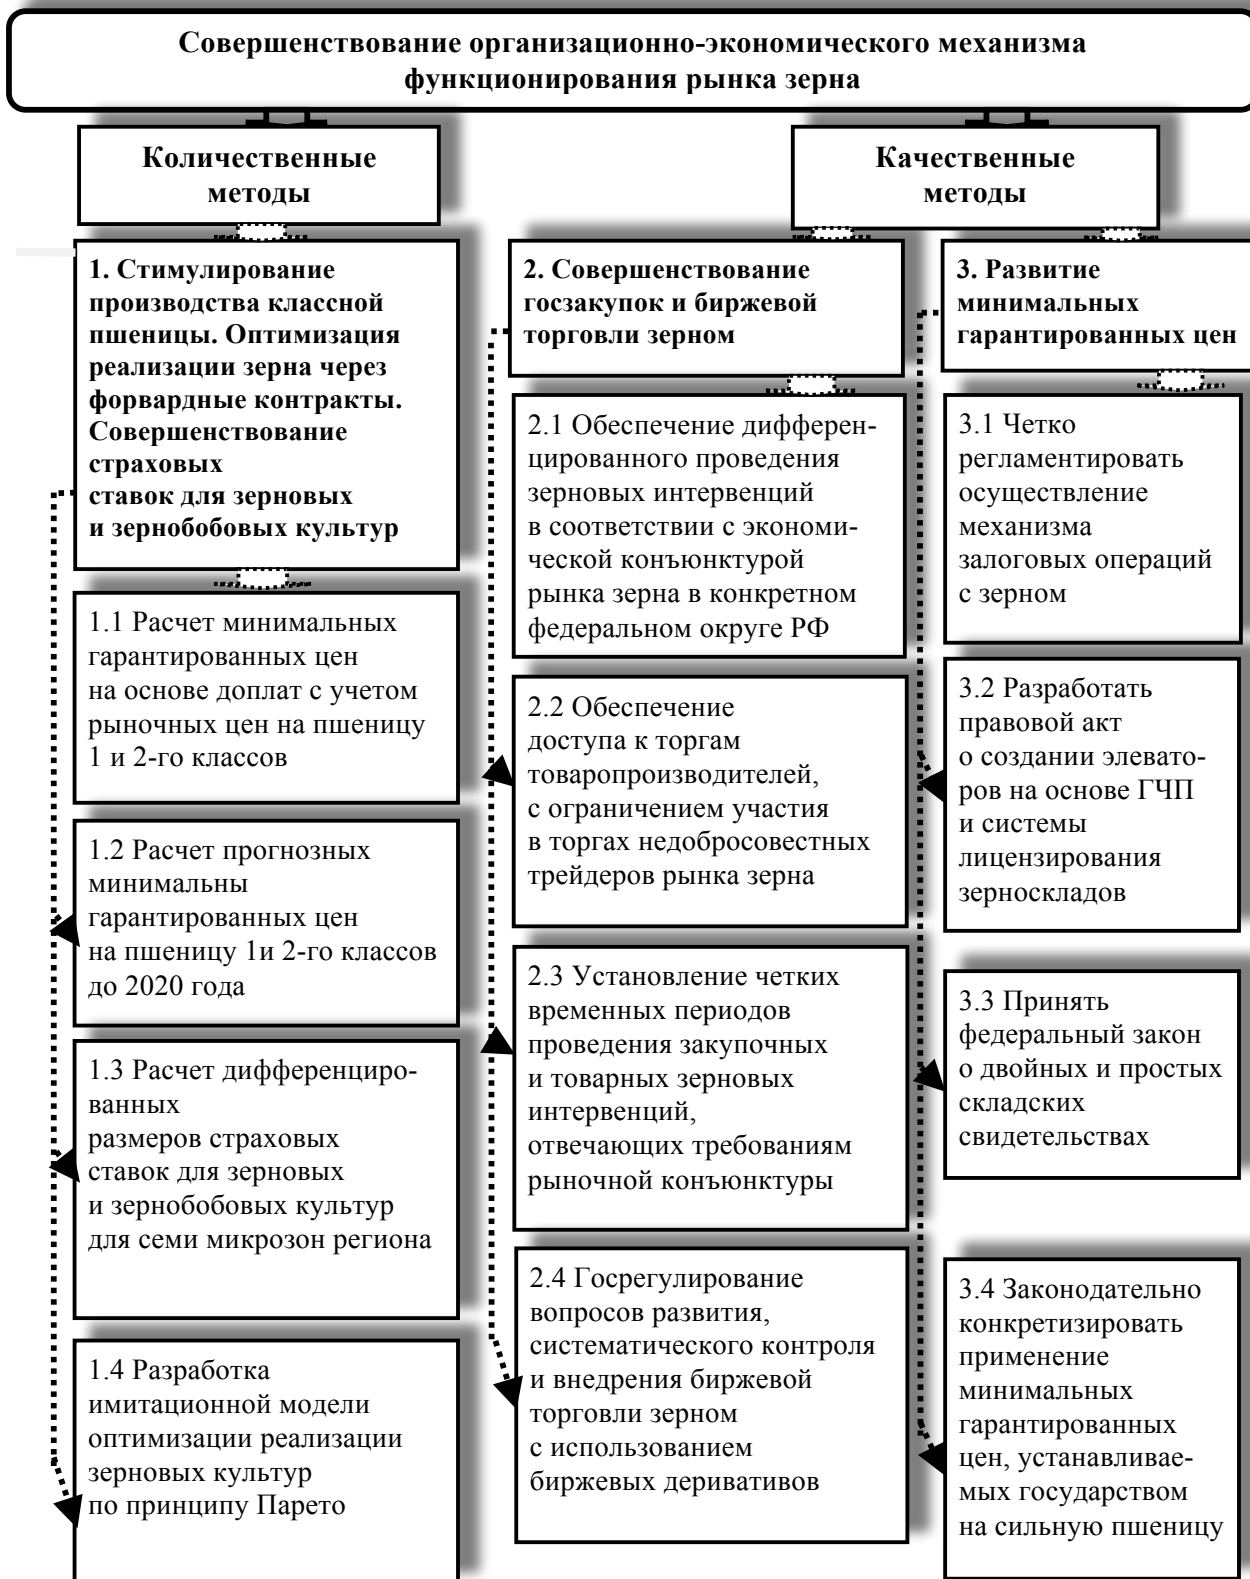 Совершенствование организационно-экономического механизма
функционирования рынка зерна
Количественные
методы
Качественные
методы
1. Стимулирование
производства классной
пшеницы. Оптимизация
реализации зерна через
форвардные контракты.
Совершенствование
страховых
ставок для зерновых
и зернобобовых культур
1.1 Расчет минимальных
гарантированных цен
на основе доплат с учетом
рыночных цен на пшеницу
1 и 2-го классов
1.2 Расчет прогнозных
минимальны
гарантированных цен
на пшеницу 1и 2-го классов
до 2020 года
1.3 Расчет дифференциро-
ванных
размеров страховых
ставок для зерновых
и зернобобовых культур
для семи микрозон региона
1.4 Разработка
имитационной модели
оптимизации реализации
зерновых культур
по принципу Парето
2. Совершенствование
госзакупок и биржевой
торговли зерном
2.1 Обеспечение дифферен-
цированного проведения
зерновых интервенций
в соответствии с экономи-
ческой конъюнктурой
рынка зерна в конкретном
федеральном округе РФ
2.2 Обеспечение
доступа к торгам
товаропроизводителей,
с ограничением участия
в торгах недобросовестных
трейдеров рынка зерна
2.3 Установление четких
временных периодов
проведения закупочных
и товарных зерновых
интервенций,
отвечающих требованиям
рыночной конъюнктуры
2.4 Госрегулирование
вопросов развития,
систематического контроля
и внедрения биржевой
торговли зерном
с использованием
биржевых деривативов
3. Развитие
минимальных
гарантированных цен
3.1 Четко
регламентировать
осуществление
механизма
залоговых операций
с зерном
3.2 Разработать
правовой акт
о создании элевато-
ров на основе ГЧП
и системы
лицензирования
зерноскладов
3.3 Принять
федеральный закон
о двойных и простых
складских
свидетельствах
3.4 Законодательно
конкретизировать
применение
минимальных
гарантированных
цен, устанавливае-
мых государством
на сильную пшеницу